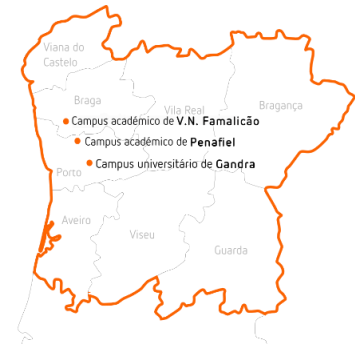 Viana do
Castelo
Braga
Vila Real
Bragança
Campus académico de V.N. Famalicão
Campus académico de Penafiel
Campus universitário de Gandra
Porto
Aveiro
Viseu
Guarda